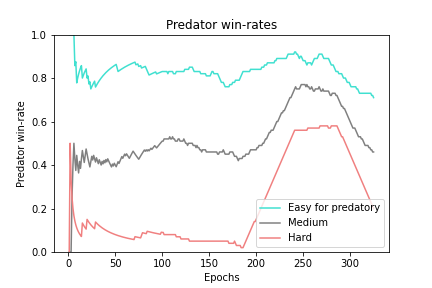 Predator win-rates
Predator win-rate
1.0
0.8
0.6
0.4
0.2
0.0
0
50
100
150
200
250
300
Epochs
Easy for predatory
Medium
Hard